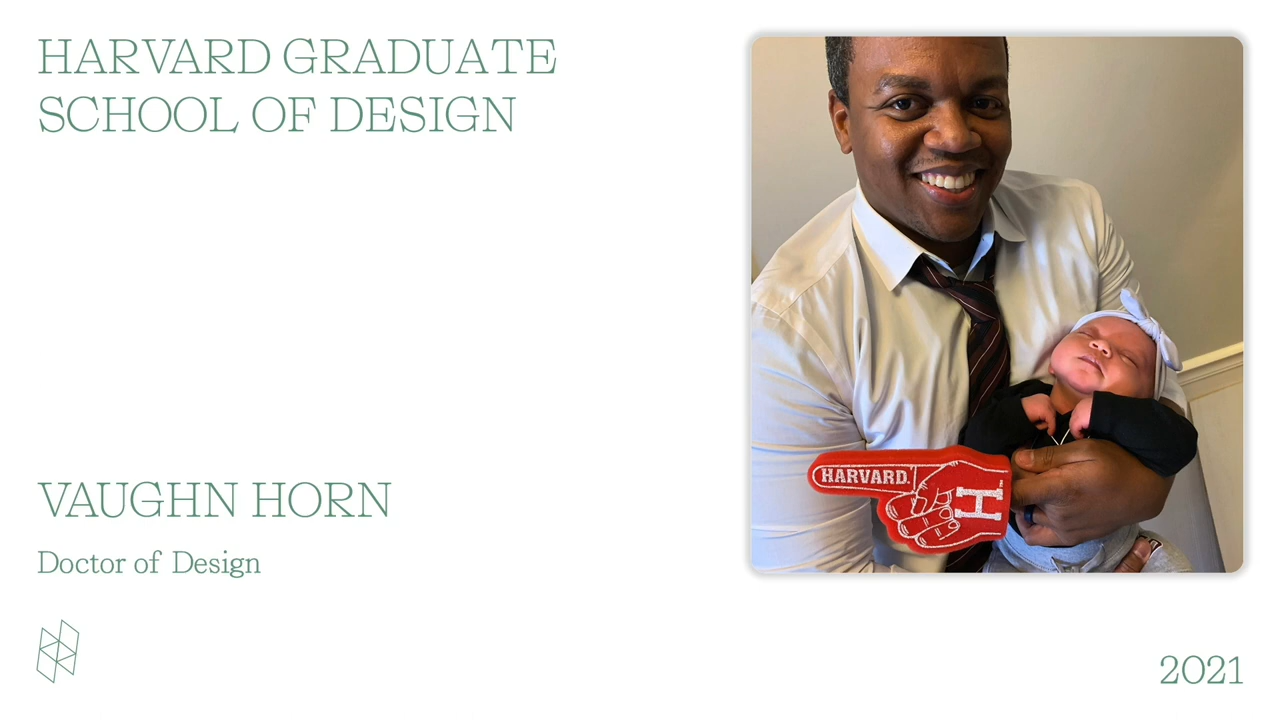 HARVARD GRADUATE
SCHOOL OF DESIGN
VAUGHN HORN
Doctor of Design
HARVARD.
H
2021